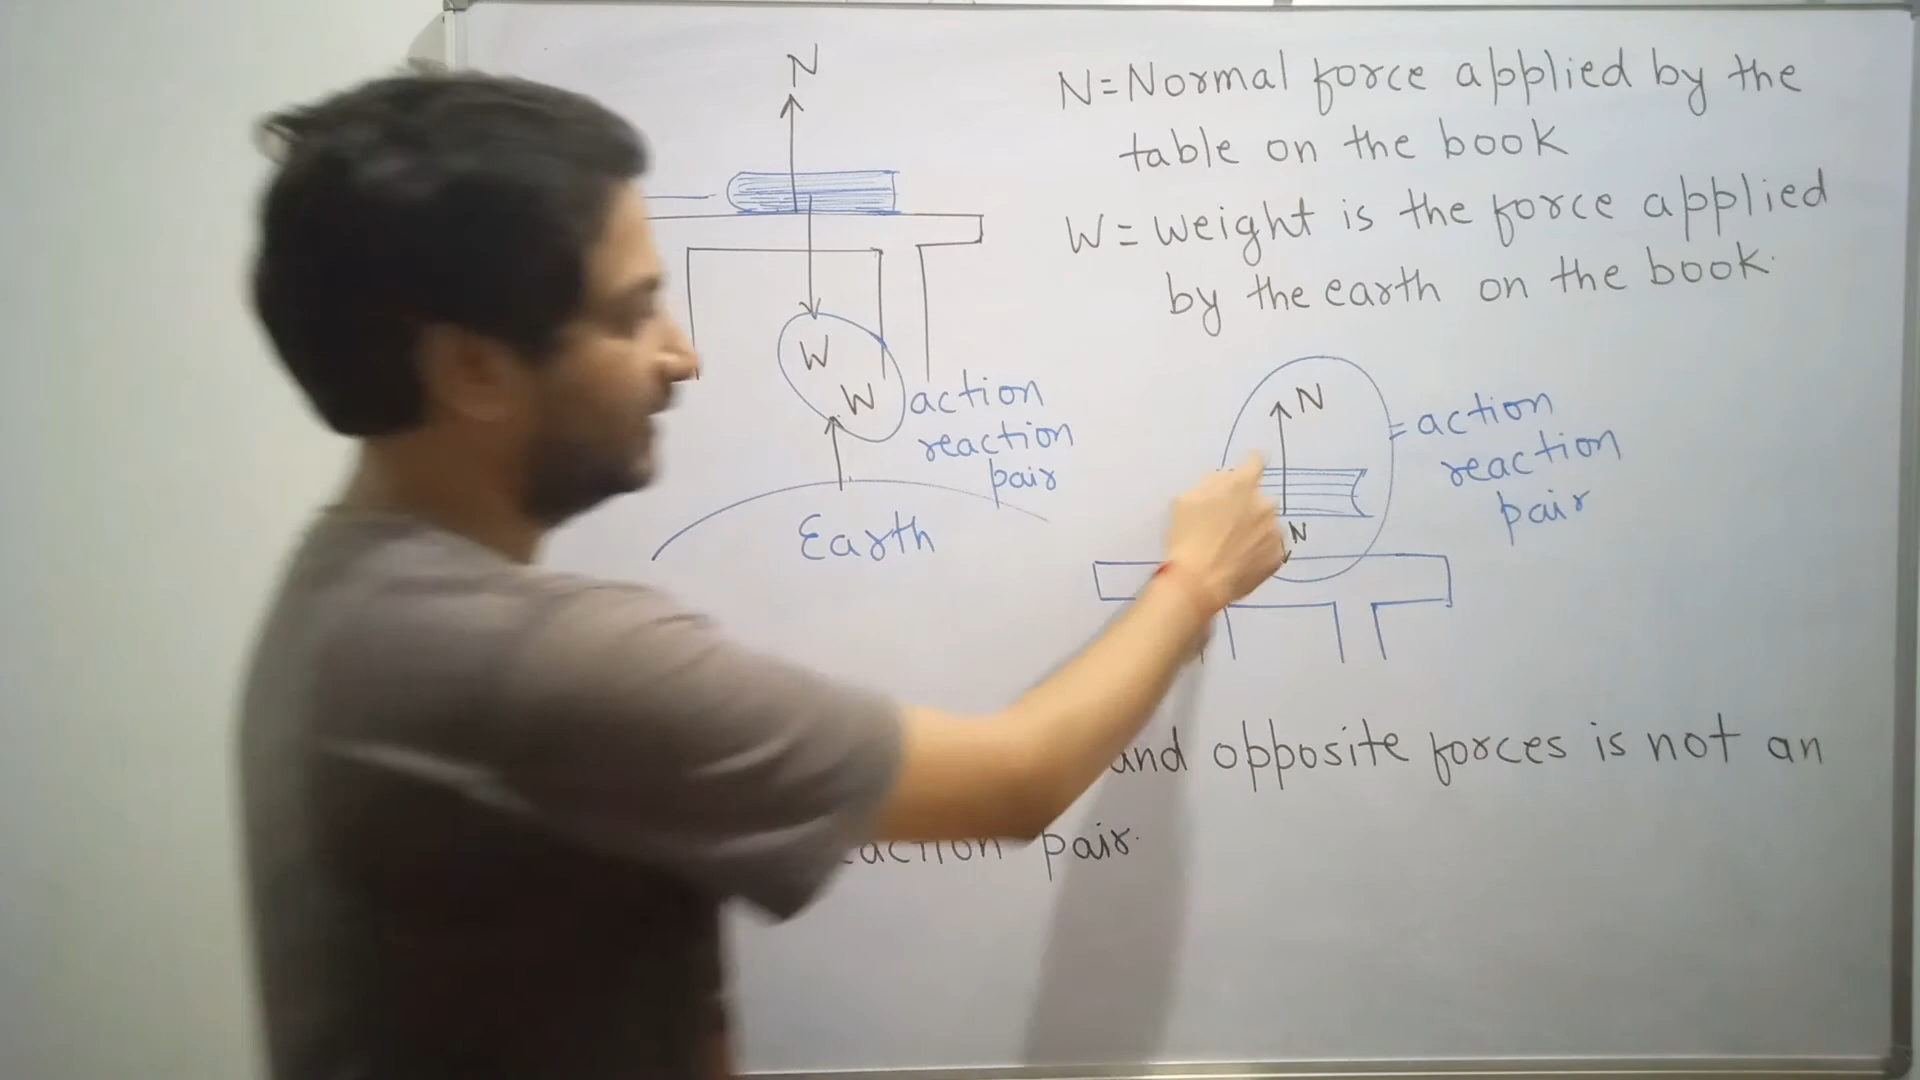 N
N=Normal force applied by the
table on the book
W=Weight is the force applied
by the earth on the book.
W
W
action
reaction
pair
Earth
N
N
= action
reaction
pair
and opposite forces is not an
pair.